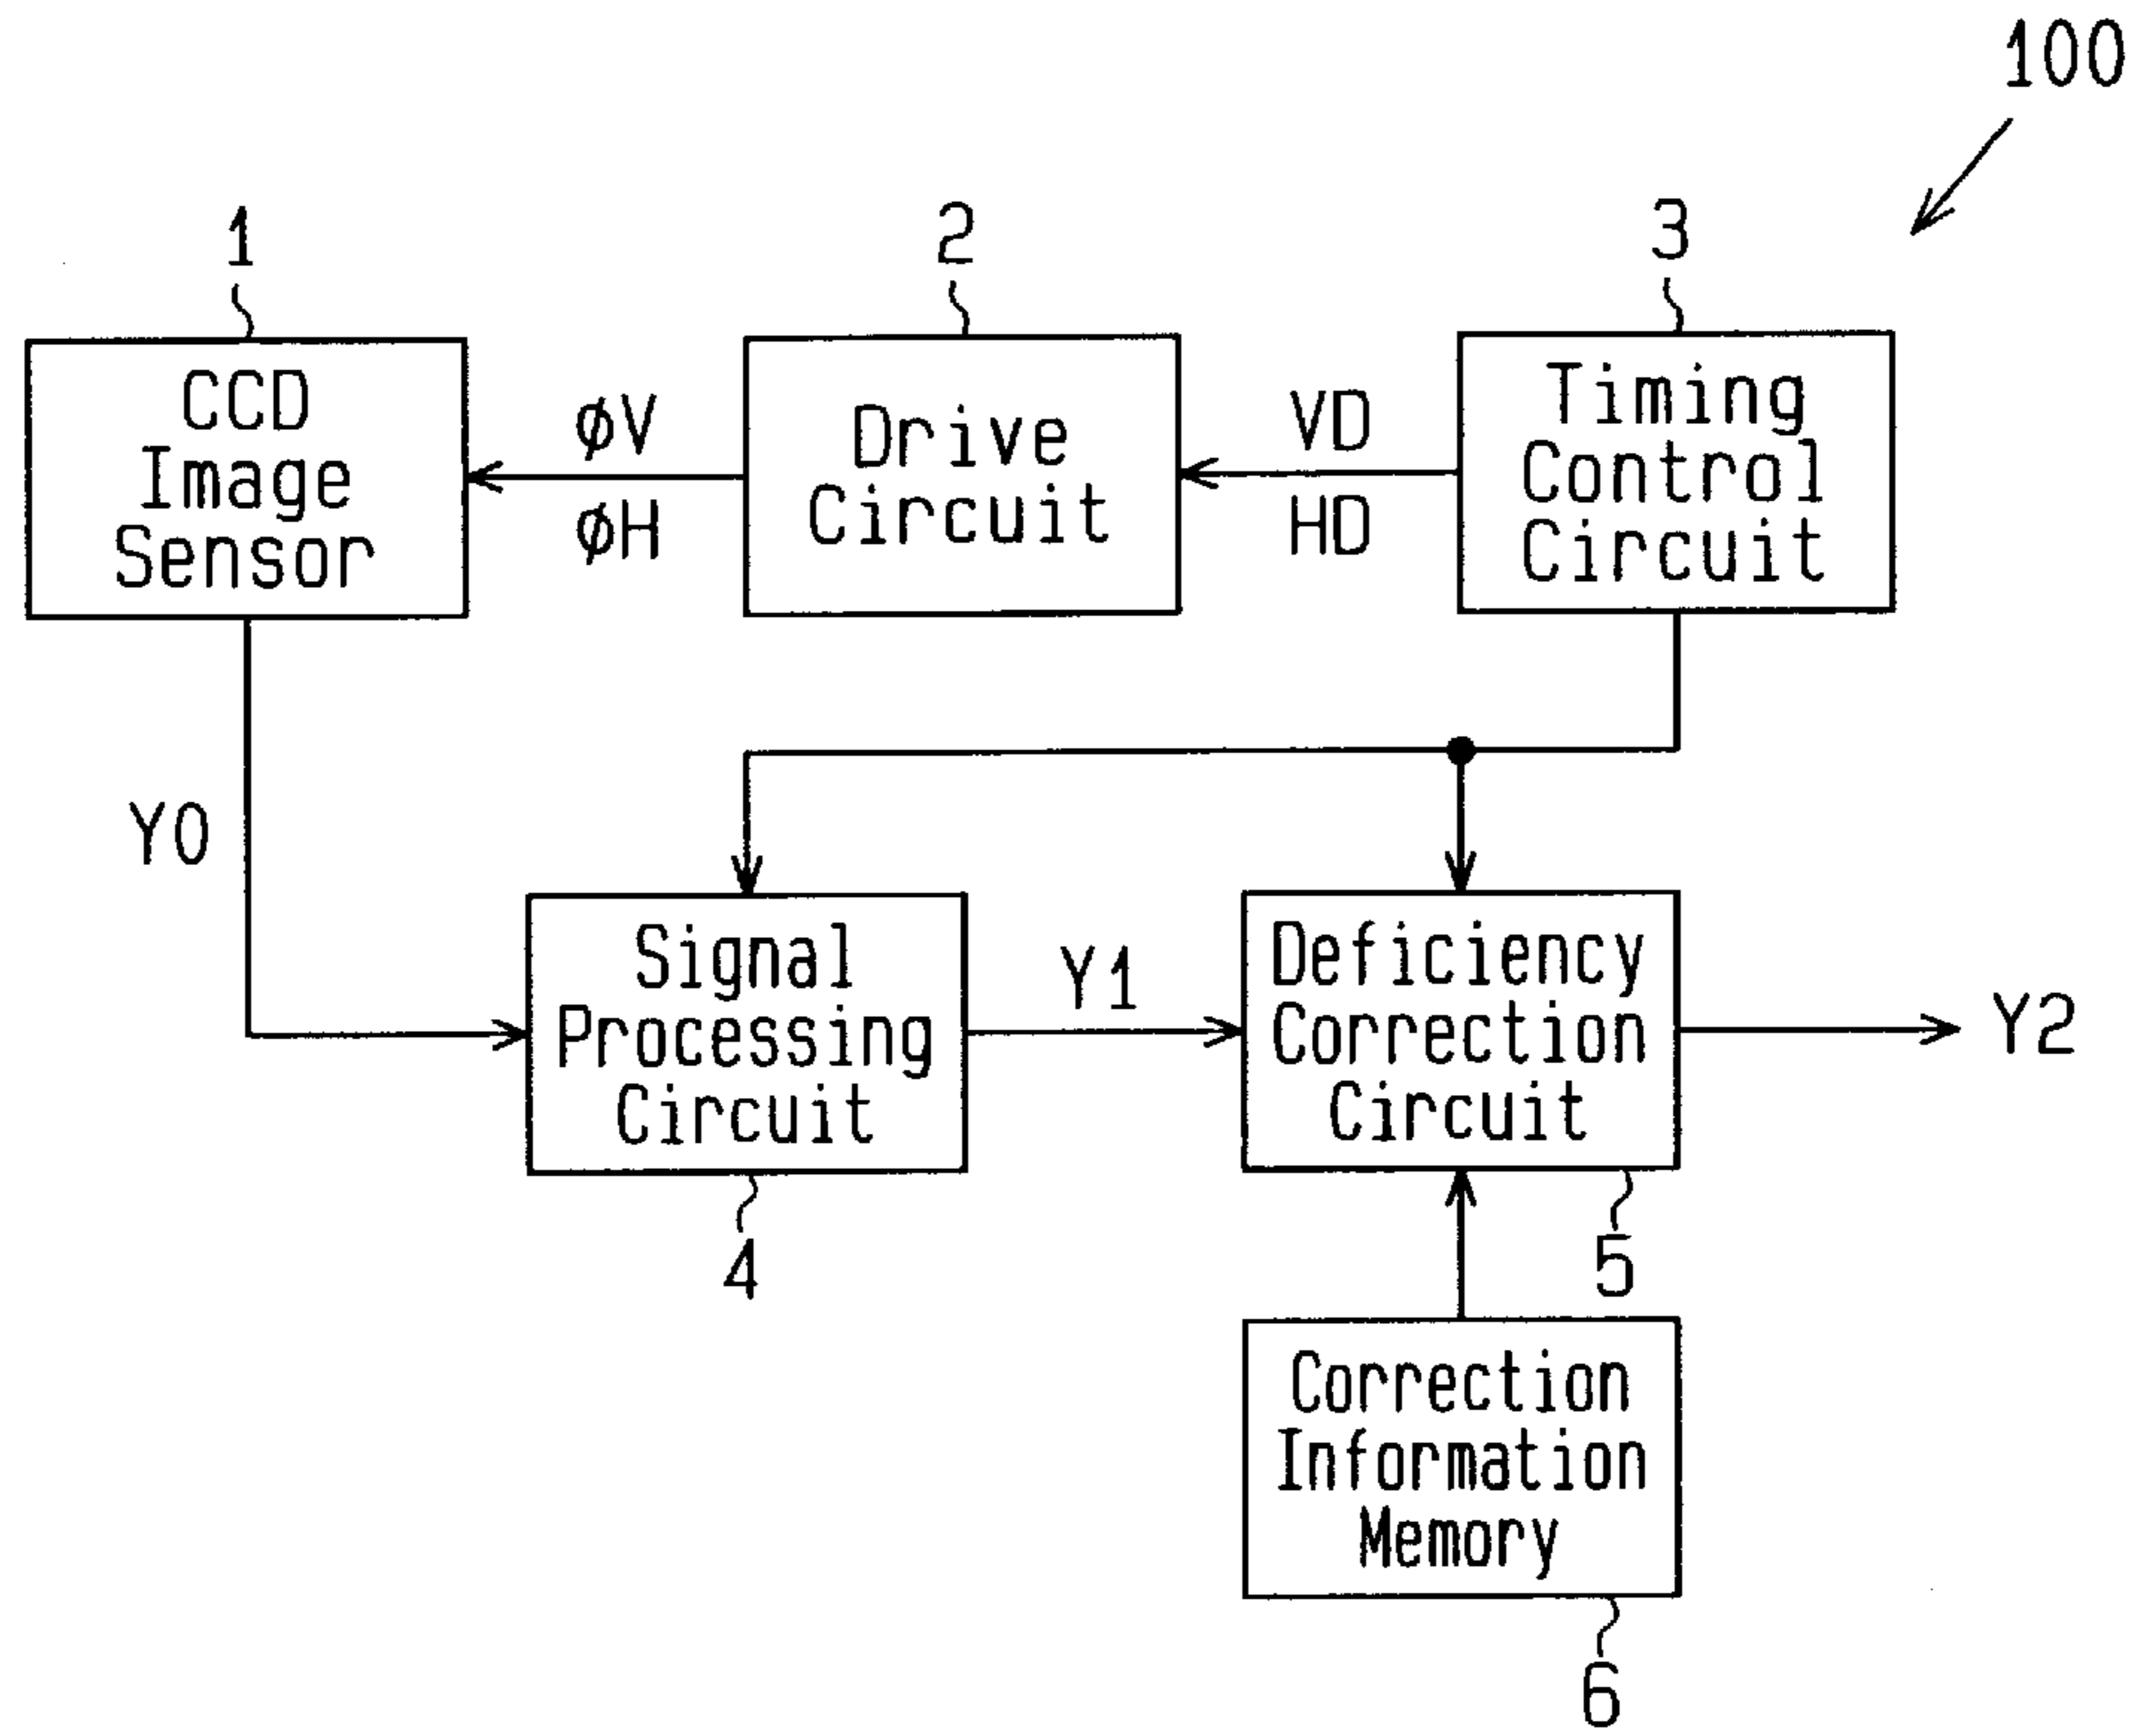 100
1
2
3
CCD
Image
Sensor
ϕV
ϕH
Drive
Circuit
VD
HD
Timing
Control
Circuit
Y0
Signal
Processing
Circuit
4
Y1
Deficiency
Correction
Circuit
5
Y2
Correction
Information
Memory
6